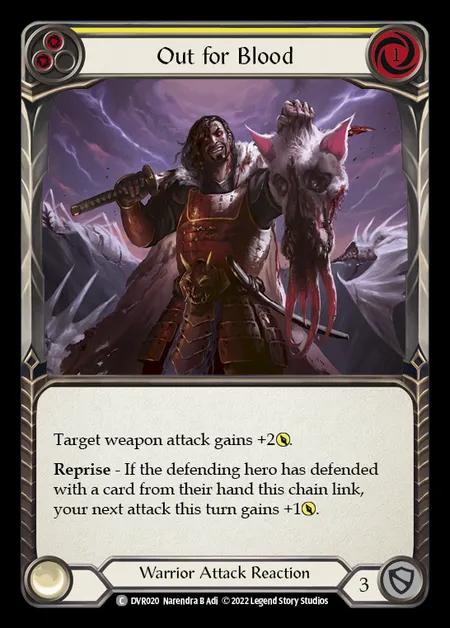 Out for Blood
1
Target weapon attack gains +2.
Reprise - If the defending hero has defended
with a card from their hand this chain link,
your next attack this turn gains +1.
Warrior Attack Reaction
3
C DVR020 Narendra B Adi ©2022 Legend Story Studios